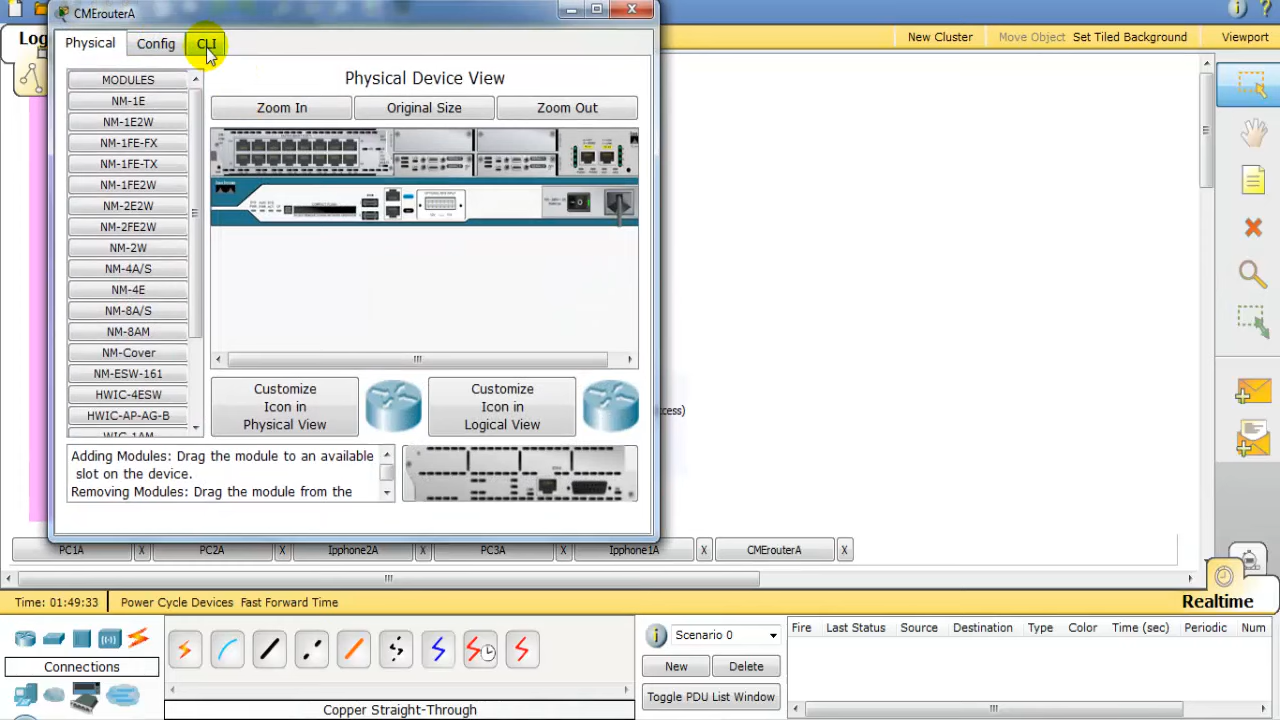 CMErouterA
Log
New Cluster
Move Object
Set Tiled Background
Viewport
Physical
Config
CLI
MODULES
NM-1E
NM-1E2W
NM-1FE-FX
NM-1FE-TX
NM-1FE2W
NM-2E2W
NM-2FE2W
NM-2W
NM-4A/S
NM-4E
NM-8A/S
NM-8AM
NM-Cover
NM-ESW-161
HWIC-4ESW
HWIC-AP-AG-B
WIC-1AM
Physical Device View
Zoom In
Original Size
Zoom Out
Customize
Icon in
Physical View
Customize
Icon in
Logical View
Adding Modules: Drag the module to an available
slot on the device.
Removing Modules: Drag the module from the
cess)
PC1A
X
PC2A
X
Ipphone2A
X
PC3A
X
Ipphone1A
X
CMErouterA
X
Time: 01:49:33
Power Cycle Devices
Fast Forward Time
Realtime
Connections
Copper Straight-Through
Scenario 0
New
Delete
Toggle PDU List Window
Fire
Last Status
Source
Destination
Type
Color
Time (sec)
Periodic
Num